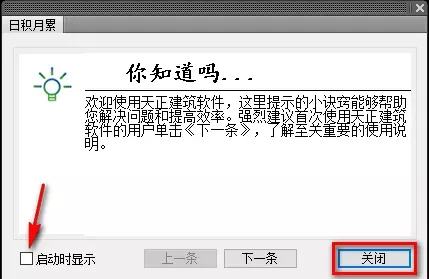 日积月累
你知道吗...
欢迎使用天正建筑软件，这里提示的小诀窍能够帮助
您解决问题和提高效率。强烈建议首次使用天正建筑
软件的用户单击《下一条》，了解至关重要的使用说
明。
启动时显示
上一条
下一条
关闭